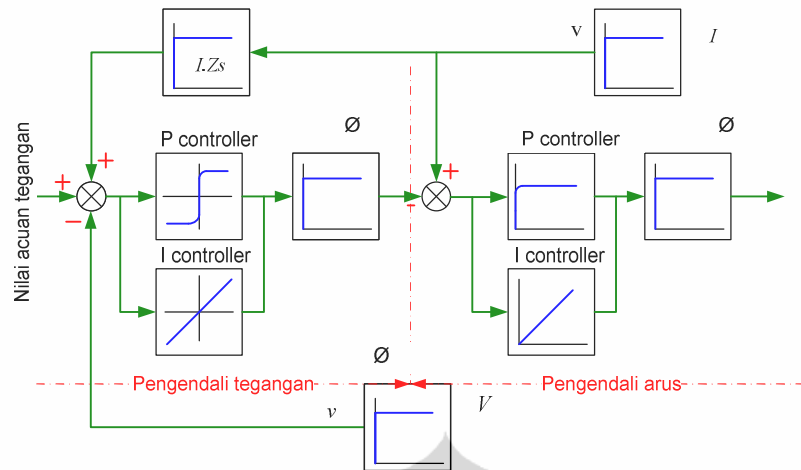 v
I
I.Zs
Ø
Ø
P controller
P controller
+
+
+
−
-
Nilai acuan tegangan
I controller
I controller
Ø
Pengendali tegangan
Pengendali arus
v
V